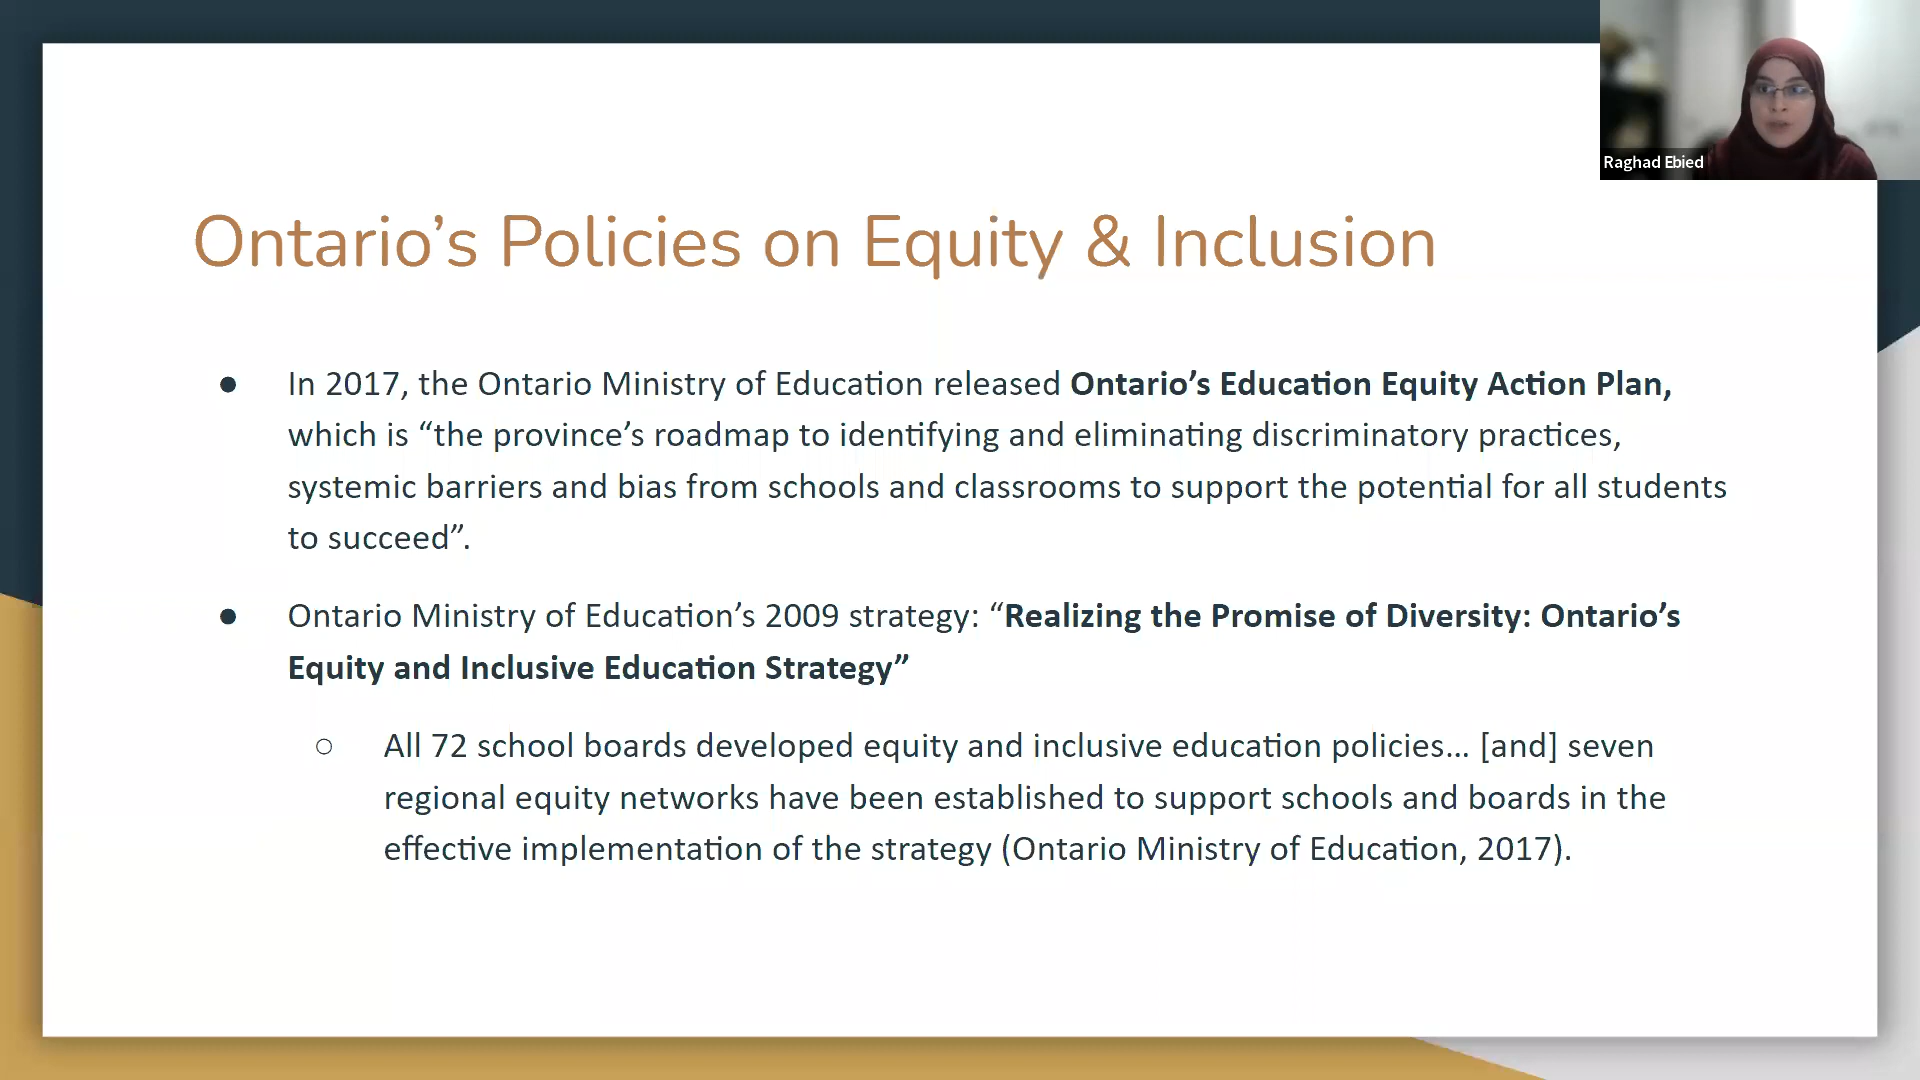 Raghad Ebied
Ontario’s Policies on Equity & Inclusion
● In 2017, the Ontario Ministry of Education released Ontario’s Education Equity Action Plan,
which is “the province’s roadmap to identifying and eliminating discriminatory practices,
systemic barriers and bias from schools and classrooms to support the potential for all students
to succeed”.
● Ontario Ministry of Education’s 2009 strategy: “Realizing the Promise of Diversity: Ontario’s
Equity and Inclusive Education Strategy”
○ All 72 school boards developed equity and inclusive education policies… [and] seven
regional equity networks have been established to support schools and boards in the
effective implementation of the strategy (Ontario Ministry of Education, 2017).